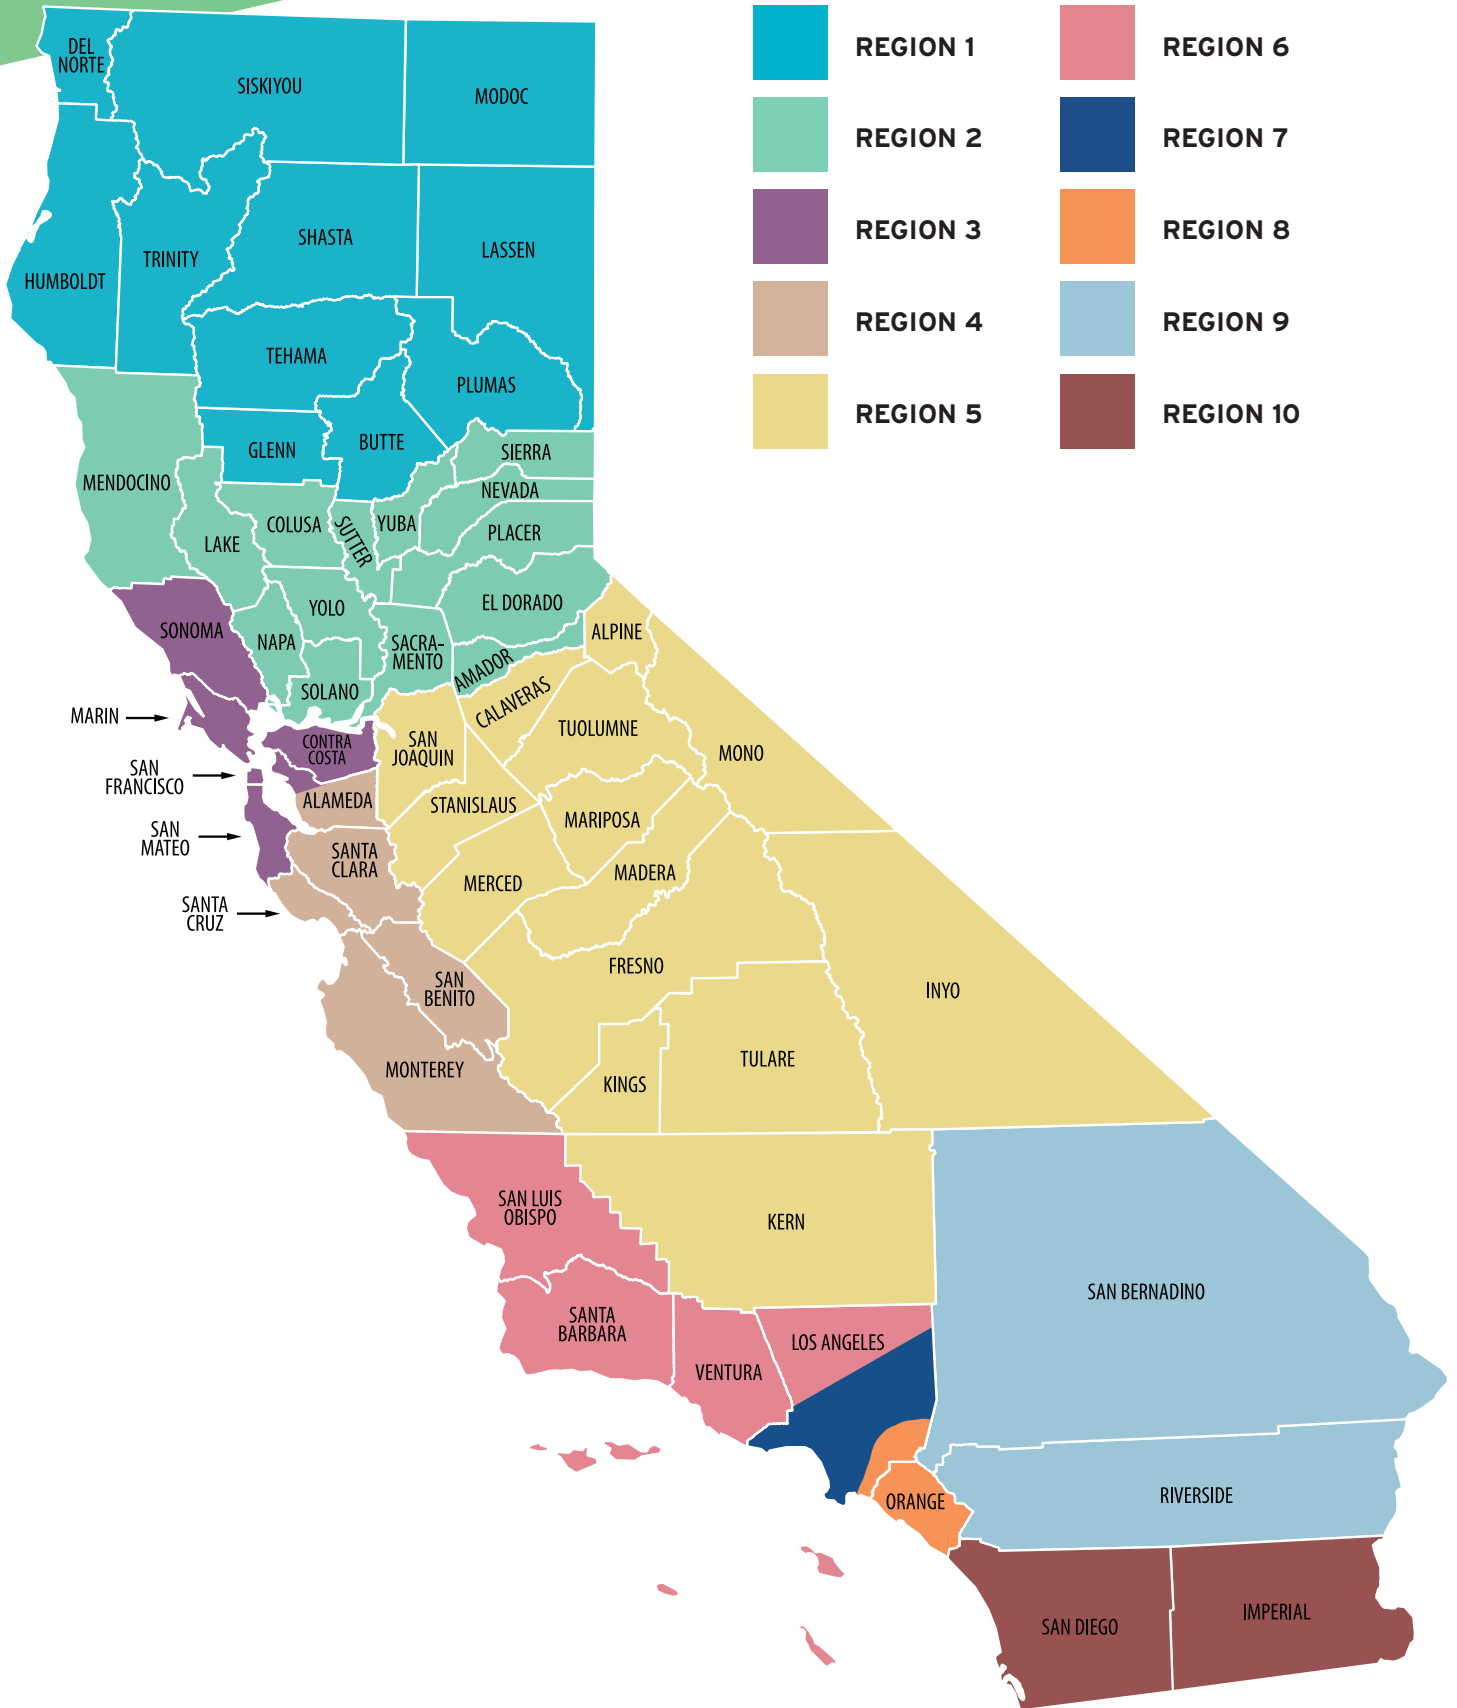 REGION 1
REGION 2
REGION 3
REGION 4
REGION 5
REGION 6
REGION 7
REGION 8
REGION 9
REGION 10
DEL
NORTE
SISKIYOU
MODOC
HUMBOLDT
TRINITY
SHASTA
LASSEN
TEHAMA
PLUMAS
GLENN
BUTTE
MENDOCINO
LAKE
COLUSA
SUTTER
YUBA
SIERRA
NEVADA
PLACER
EL DORADO
YOLO
NAPA
SONOMA
SACRA-
MENTO
AMADOR
SOLANO
ALPINE
MARIN
CONTRA
COSTA
SAN
JOAQUIN
CALAVERAS
TUOLUMNE
MONO
SAN
FRANCISCO
ALAMEDA
STANISLAUS
MARIPOSA
SAN
MATEO
SANTA
CLARA
MERCED
MADERA
SANTA
CRUZ
SAN
BENITO
FRESNO
INYO
MONTEREY
KINGS
TULARE
SAN LUIS
OBISPO
KERN
SAN BERNADINO
SANTA
BARBARA
VENTURA
LOS ANGELES
ORANGE
RIVERSIDE
SAN DIEGO
IMPERIAL